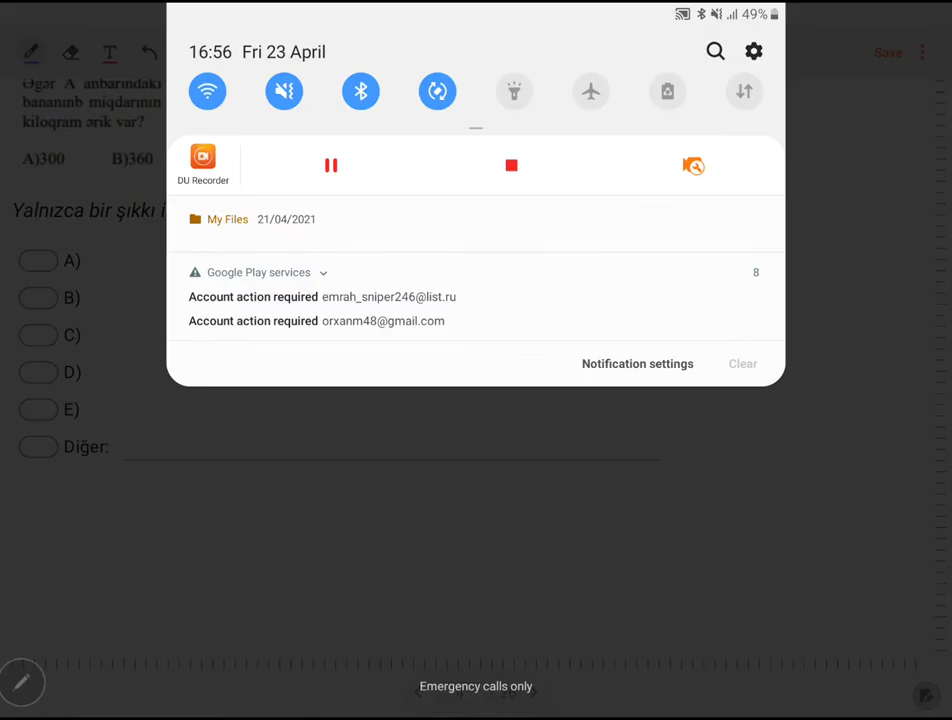 49%
16:56 Fri 23 April
Save
T
Əgər A anbarındakı
bananınb miqdarının
kiloqram ərik var?
A)300 B)360
DU Recorder
Yalnızca bir şıkkı i
My Files 21/04/2021
A)
Google Play services 8
B)
Account action required emrah_sniper246@list.ru
Account action required orxanm48@gmail.com
C)
Notification settings Clear
D)
E)
Diğer:
Emergency calls only